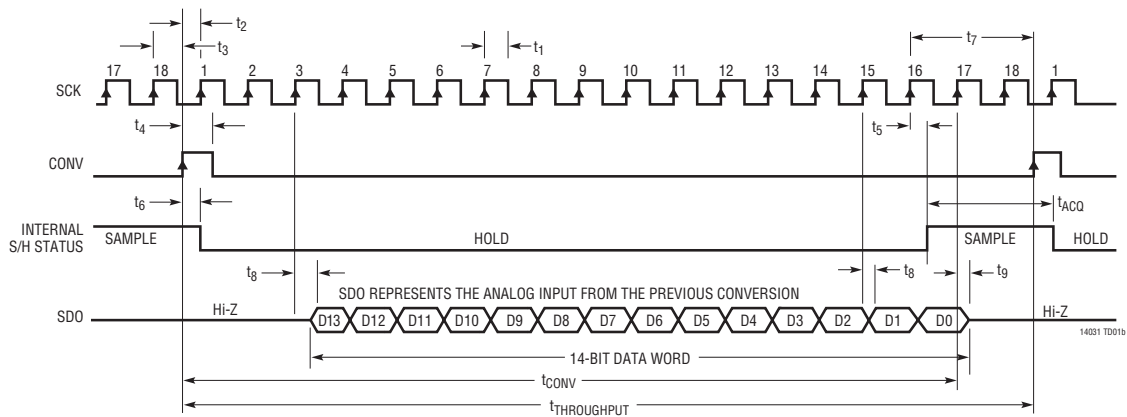 t2
t3
t1
t7
17 18 1 2 3 4 5 6 7 8 9 10 11 12 13 14 15 16 17 18 1
SCK
t4
t5
CONV
t6
tACQ
INTERNAL
S/H STATUS
SAMPLE
HOLD
SAMPLE
HOLD
t8
t8
t9
SDO REPRESENTS THE ANALOG INPUT FROM THE PREVIOUS CONVERSION
SDO
Hi-Z
D13 D12 D11 D10 D9 D8 D7 D6 D5 D4 D3 D2 D1 D0
Hi-Z
14031 TD01b
14-BIT DATA WORD
tCONV
tTHROUGHPUT